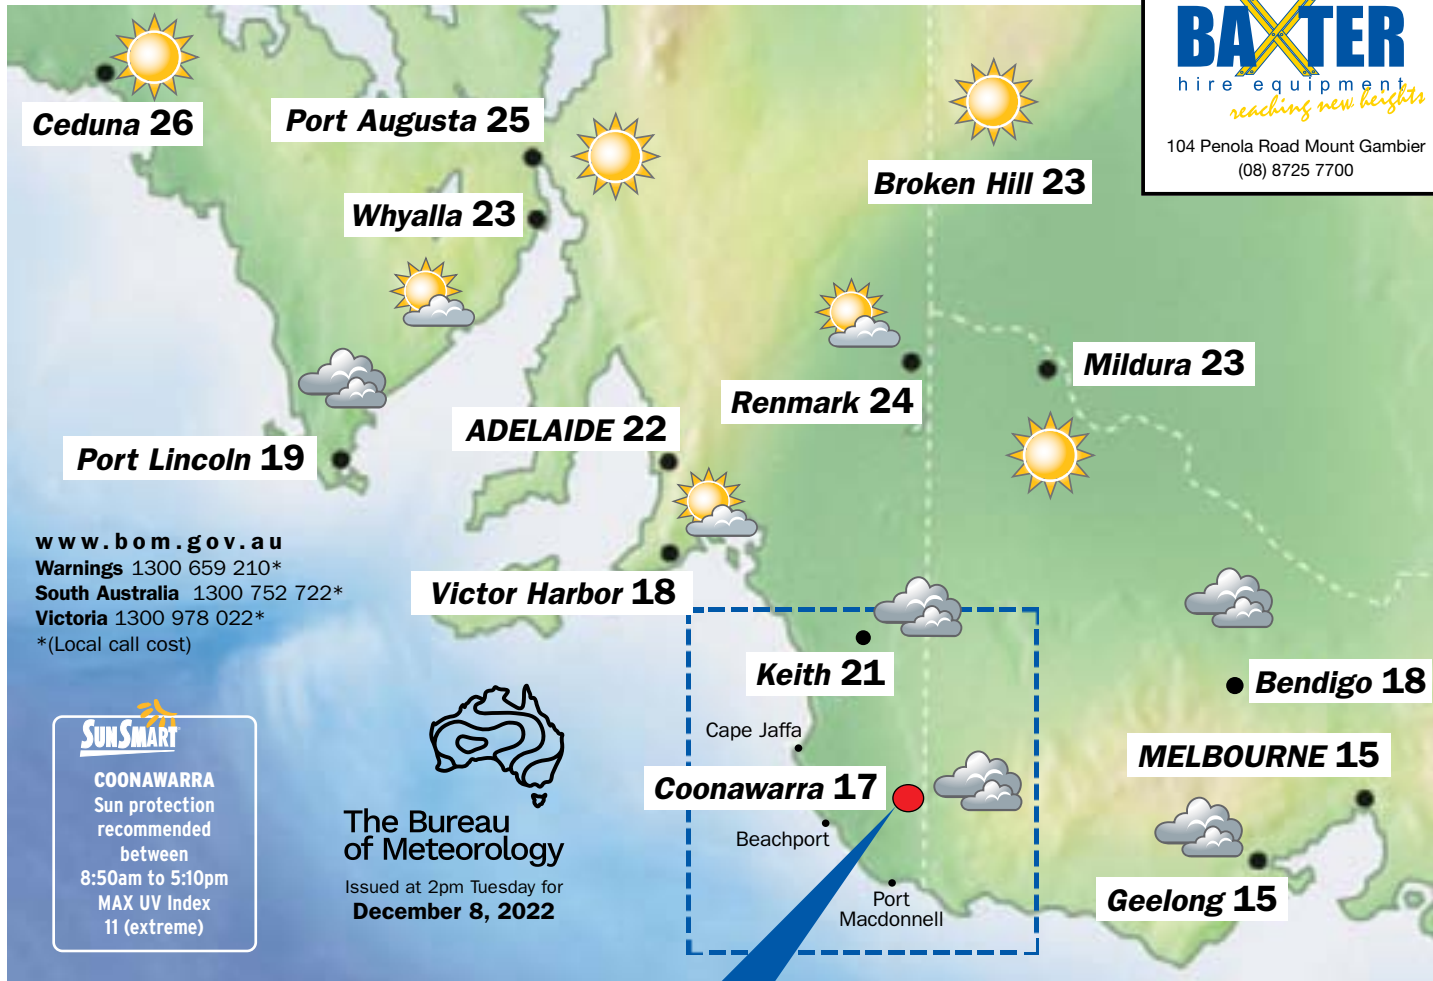 BAXTER
hire equipment
reaching new heights
104 Penola Road Mount Gambier
(08) 8725 7700
Ceduna 26
Port Augusta 25
Whyalla 23
Broken Hill 23
Renmark 24
Mildura 23
ADELAIDE 22
Port Lincoln 19
Victor Harbor 18
www.bom.gov.au
Warnings 1300 659 210*
South Australia 1300 752 722*
Victoria 1300 978 022*
*(Local call cost)
Keith 21
Bendigo 18
Cape Jaffa
MELBOURNE 15
Coonawarra 17
Beachport
Port
Macdonnell
Geelong 15
SUNSMART
COONAWARRA
Sun protection
recommended
between
8:50am to 5:10pm
MAX UV Index
11 (extreme)
The Bureau
of Meteorology
Issued at 2pm Tuesday for
December 8, 2022